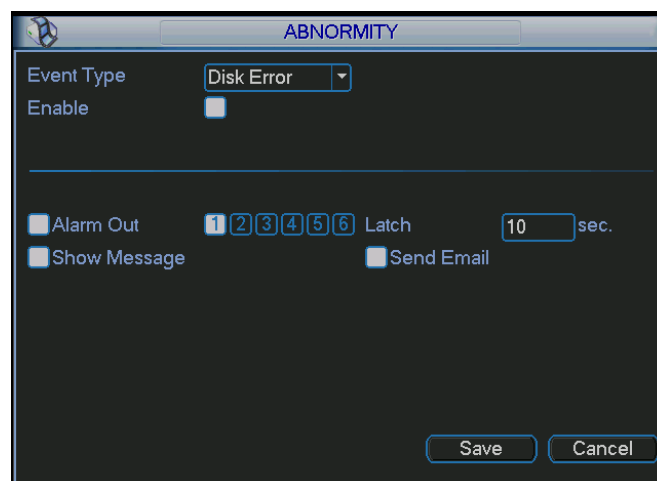 ABNORMITY
Event Type Disk Error
Enable
Alarm Out 1 2 3 4 5 6 Latch 10 sec.
Show Message Send Email
Save Cancel